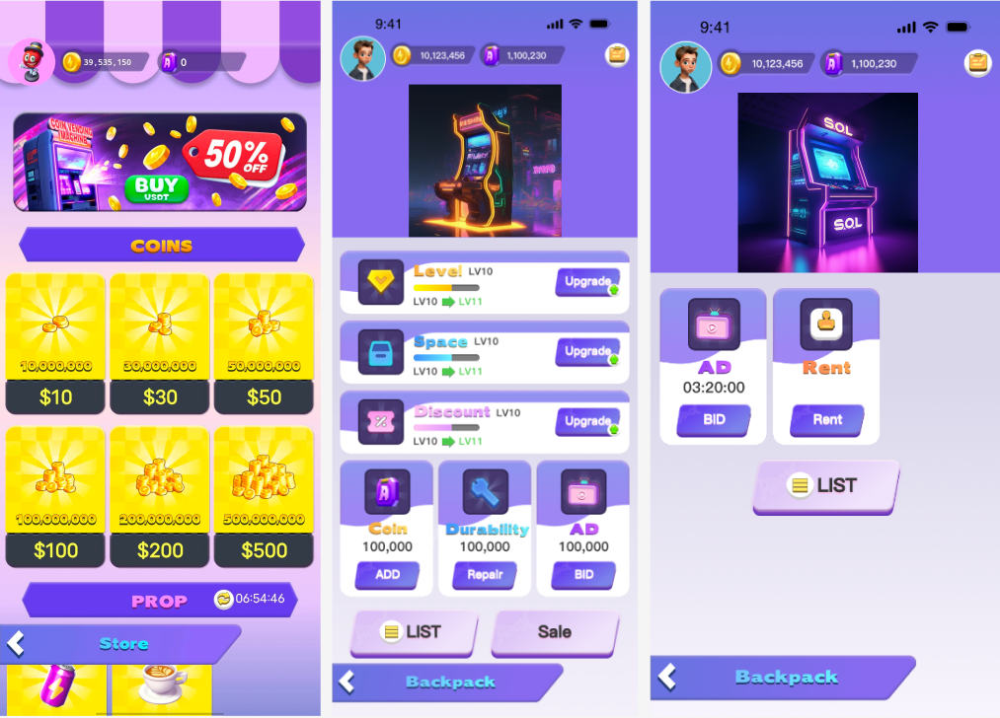 39,535,150
0
COIN VENDING
MACHINE
50%
OFF
BUY
USDT
COINS
10,000,000
30,000,000
50,000,000
$10
$30
$50
100,000,000
200,000,000
500,000,000
$100
$200
$500
PROP
06:54:46
Store
9:41
10,123,456
1,100,230
Level LV10
LV10 LV11
Upgrade
Space LV10
LV10 LV11
Upgrade
Discount LV10
LV10 LV11
Upgrade
Coin
100,000
ADD
Durability
100,000
Repair
AD
100,000
BID
LIST
Sale
Backpack
9:41
10,123,456
1,100,230
S.O.L
S.O.L
AD
03:20:00
BID
Rent
Rent
LIST
Backpack